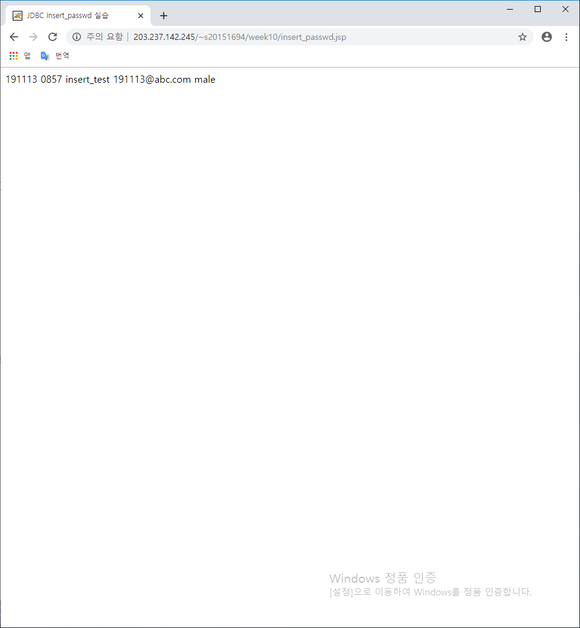 JDBC insert_passwd 실습
주의 요함 | 203.237.142.245/~s20151694/week10/insert_passwd.jsp
앱 번역
191113 0857 insert_test 191113@abc.com male
Windows 정품 인증
[설정]으로 이동하여 Windows를 정품 인증합니다.